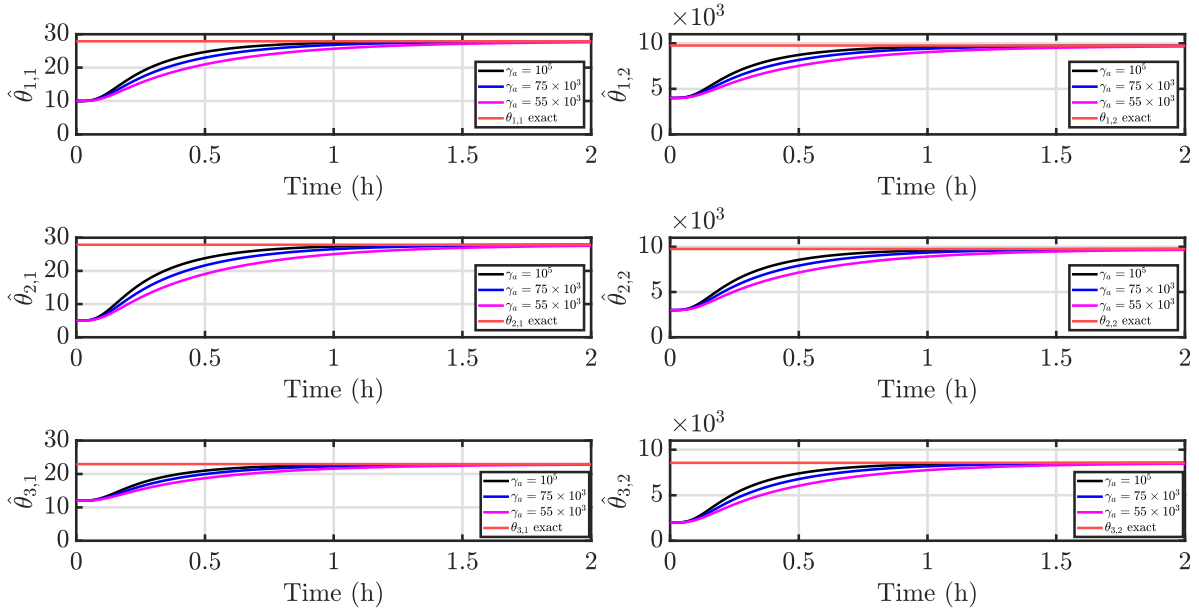 30
20
10
0
θ̂1,1
γa = 10^5
γa = 75 × 10^3
γa = 55 × 10^3
θ1,1 exact
0 0.5 1 1.5 2
Time (h)
×10^3
10
5
0
θ̂1,2
γa = 10^5
γa = 75 × 10^3
γa = 55 × 10^3
θ1,2 exact
0 0.5 1 1.5 2
Time (h)
30
20
10
0
θ̂2,1
γa = 10^5
γa = 75 × 10^3
γa = 55 × 10^3
θ2,1 exact
0 0.5 1 1.5 2
Time (h)
×10^3
10
5
0
θ̂2,2
γa = 10^5
γa = 75 × 10^3
γa = 55 × 10^3
θ2,2 exact
0 0.5 1 1.5 2
Time (h)
30
20
10
0
θ̂3,1
γa = 10^5
γa = 75 × 10^3
γa = 55 × 10^3
θ3,1 exact
0 0.5 1 1.5 2
Time (h)
×10^3
10
5
0
θ̂3,2
γa = 10^5
γa = 75 × 10^3
γa = 55 × 10^3
θ3,2 exact
0 0.5 1 1.5 2
Time (h)